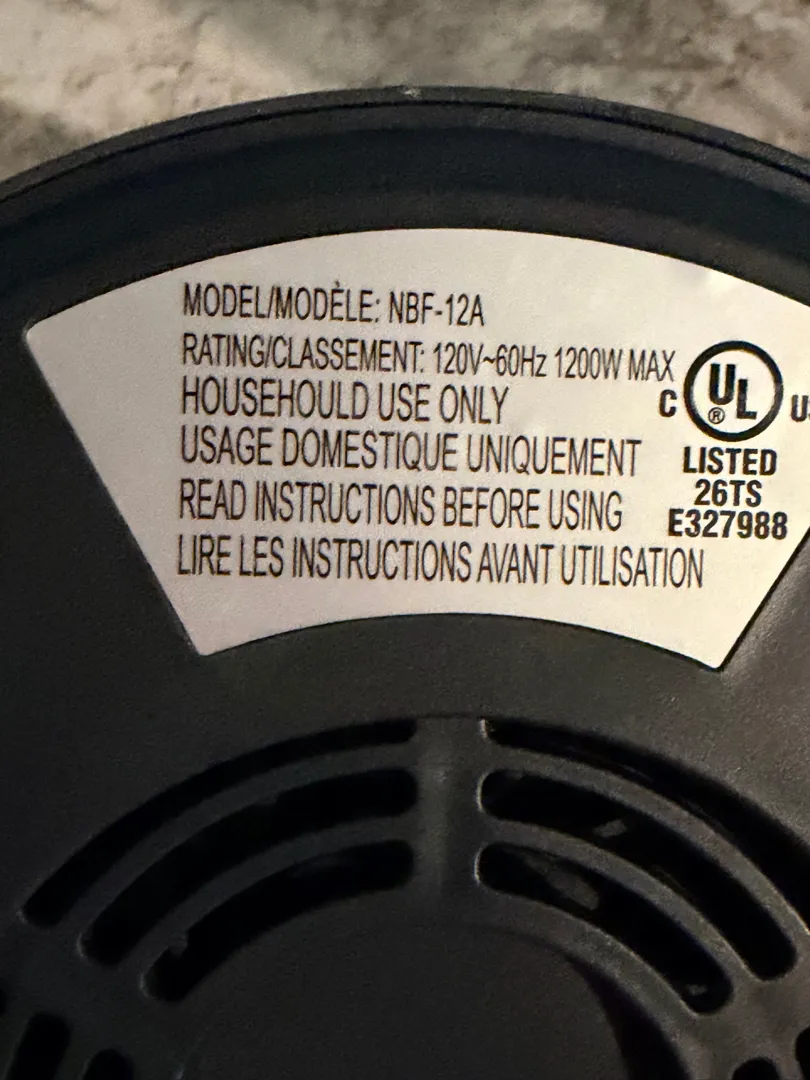 MODEL/MODÈLE: NBF-12A
RATING/CLASSEMENT: 120V~60Hz 1200W MAX
HOUSEHOULD USE ONLY
USAGE DOMESTIQUE UNIQUEMENT
READ INSTRUCTIONS BEFORE USING
LIRE LES INSTRUCTIONS AVANT UTILISATION
C UL® US
LISTED
26TS
E327988